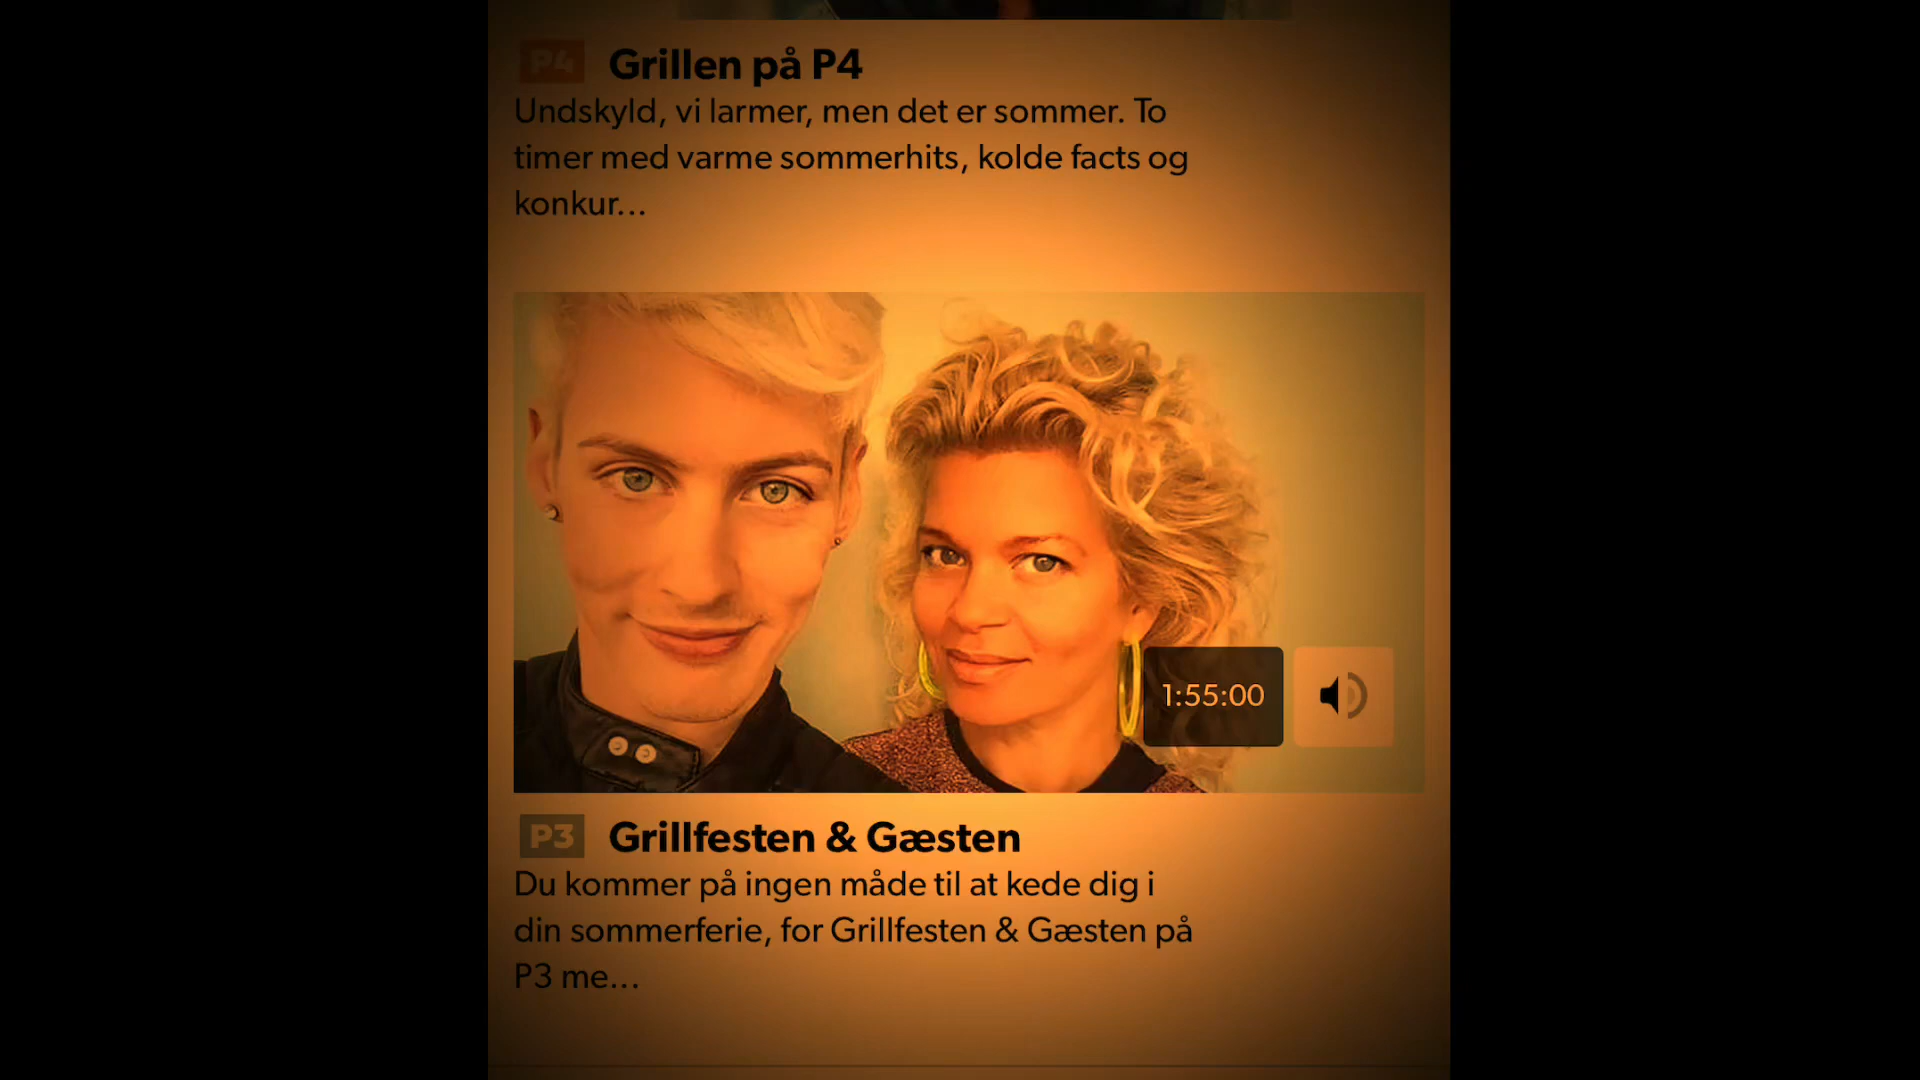 P4 Grillen på P4
Undskyld, vi larmer, men det er sommer. To
timer med varme sommerhits, kolde facts og
konkur...
1:55:00
P3 Grillfesten & Gæsten
Du kommer på ingen måde til at kede dig i
din sommerferie, for Grillfesten & Gæsten på
P3 me...